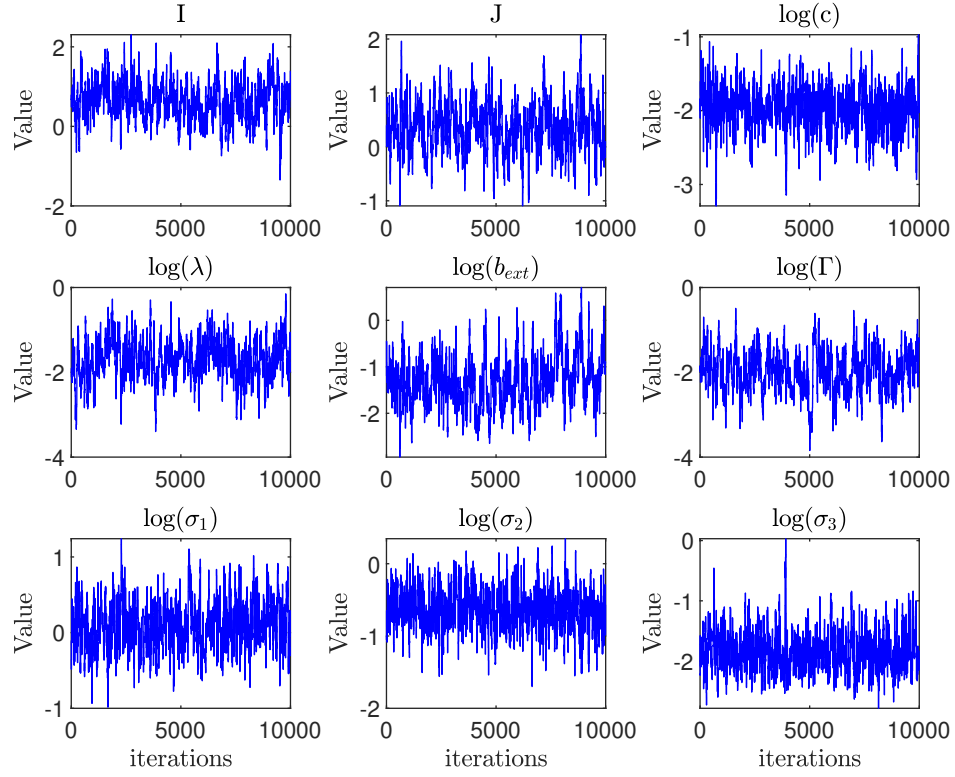 I J log(c)
Value 2 0 -2 0 5000 10000
Value 2 1 0 -1 0 5000 10000
Value -1 -2 -3 0 5000 10000
log(λ) log(b_ext) log(Γ)
Value 0 -2 -4 0 5000 10000
Value 0 -1 -2 0 5000 10000
Value 0 -2 -4 0 5000 10000
log(σ₁) log(σ₂) log(σ₃)
Value 1 0 -1 0 5000 10000
Value 0 -1 -2 0 5000 10000
Value 0 -1 -2 0 5000 10000
iterations iterations iterations